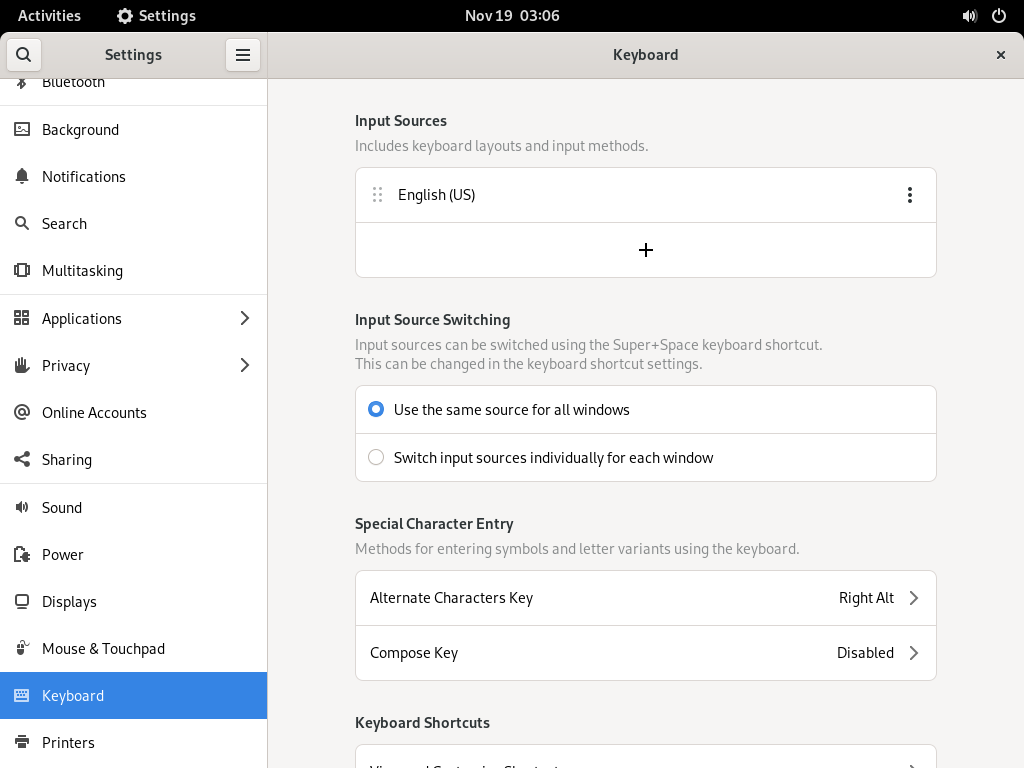 Activities
Settings
Nov 19 03:06
Settings
Keyboard
Bluetooth
Background
Notifications
Search
Multitasking
Applications
Privacy
Online Accounts
Sharing
Sound
Power
Displays
Mouse & Touchpad
Keyboard
Printers
Input Sources
Includes keyboard layouts and input methods.
English (US)
Input Source Switching
Input sources can be switched using the Super+Space keyboard shortcut.
This can be changed in the keyboard shortcut settings.
Use the same source for all windows
Switch input sources individually for each window
Special Character Entry
Methods for entering symbols and letter variants using the keyboard.
Alternate Characters Key
Right Alt
Compose Key
Disabled
Keyboard Shortcuts